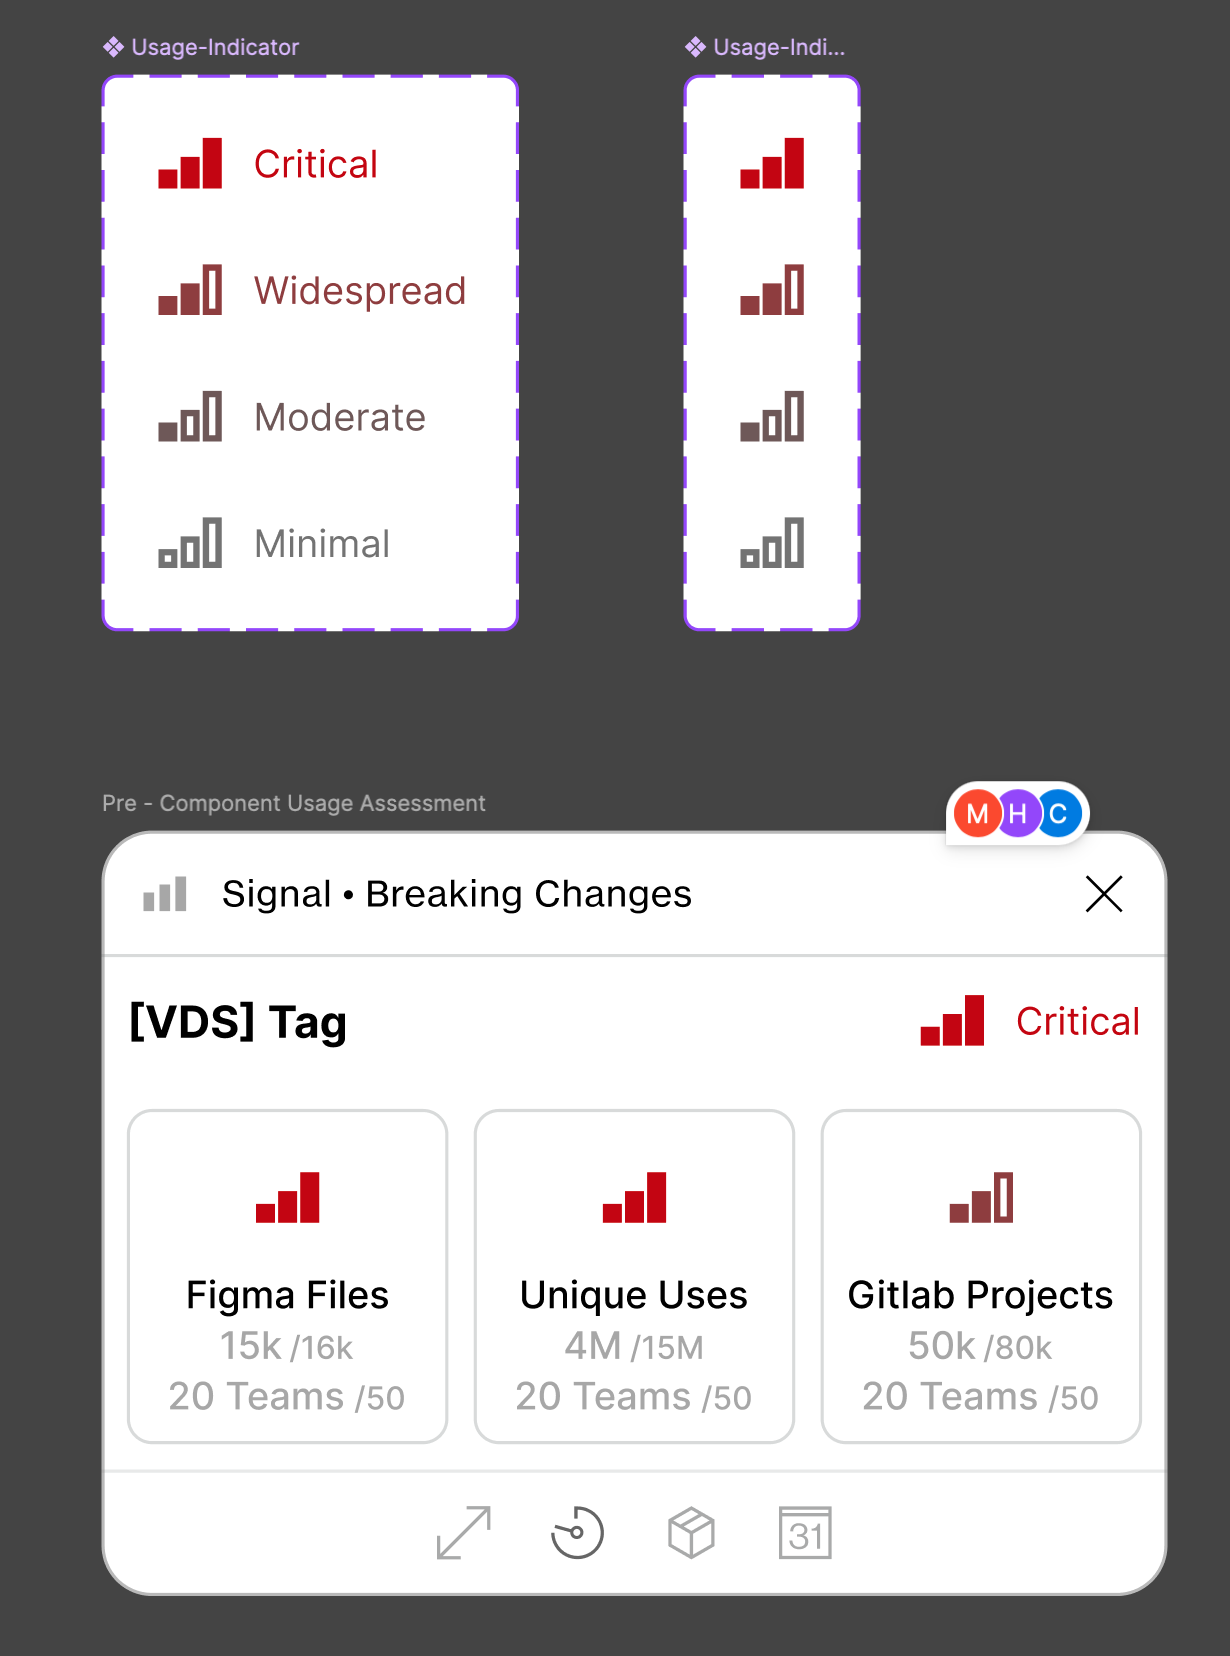 Usage-Indicator
Usage-Indi...
Critical
Widespread
Moderate
Minimal
Pre - Component Usage Assessment
M H C
Signal • Breaking Changes
[VDS] Tag
Critical
Figma Files
15k /16k
20 Teams /50
Unique Uses
4M /15M
20 Teams /50
Gitlab Projects
50k /80k
20 Teams /50
31